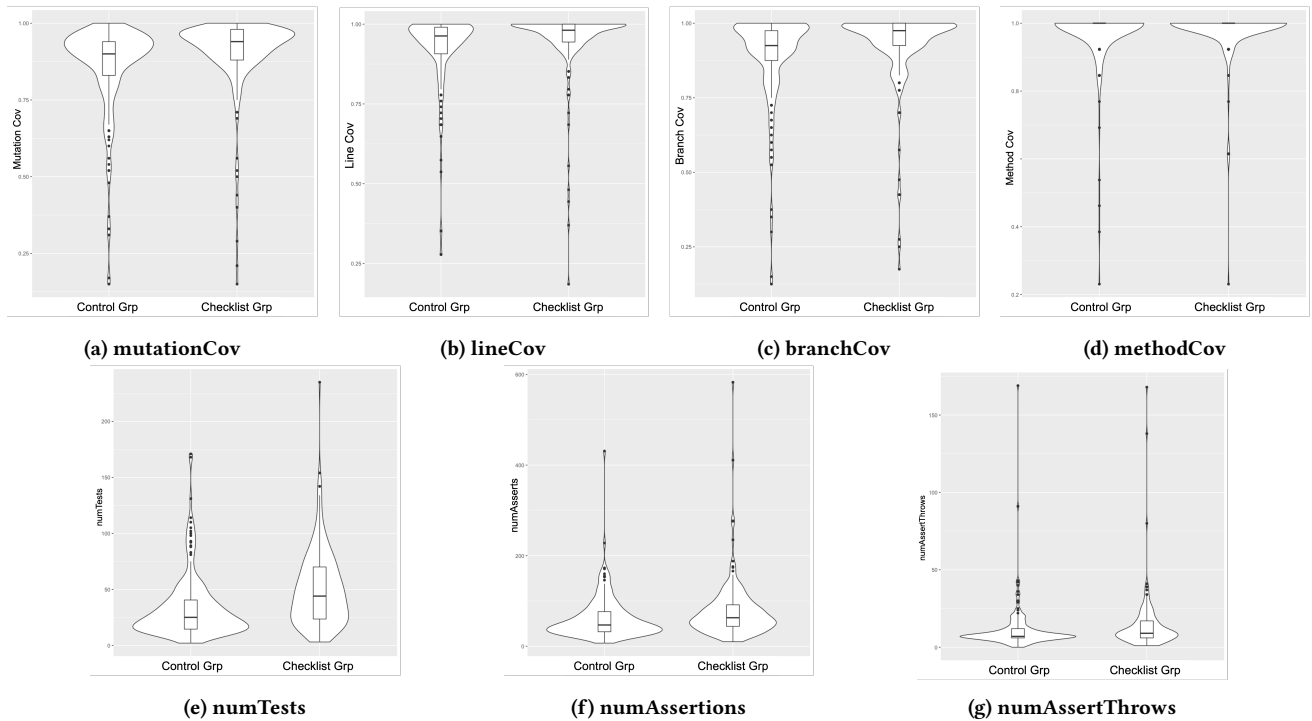 1.00
0.75
0.50
0.25
Mutation Cov
Control Grp Checklist Grp
(a) mutationCov
1.00
0.75
0.50
0.25
Line Cov
Control Grp Checklist Grp
(b) lineCov
1.00
0.75
0.50
0.25
Branch Cov
Control Grp Checklist Grp
(c) branchCov
1.0
0.8
0.6
0.4
0.2
Method Cov
Control Grp Checklist Grp
(d) methodCov
200
150
100
50
0
numTests
Control Grp Checklist Grp
(e) numTests
600
400
200
0
numAsserts
Control Grp Checklist Grp
(f) numAssertions
150
100
50
0
numAssertThrows
Control Grp Checklist Grp
(g) numAssertThrows